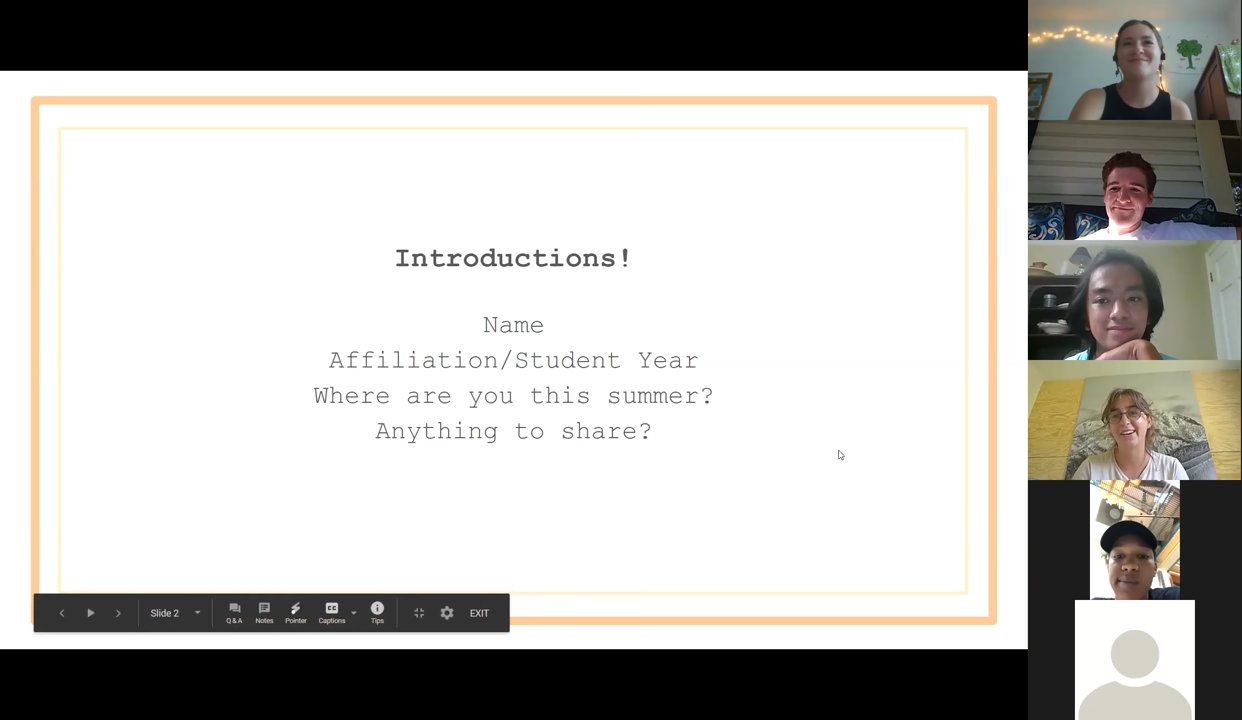 Introductions!
Name
Affiliation/Student Year
Where are you this summer?
Anything to share?
Slide 2
Q & A
Notes
Pointer
CC
Captions
Tips
EXIT